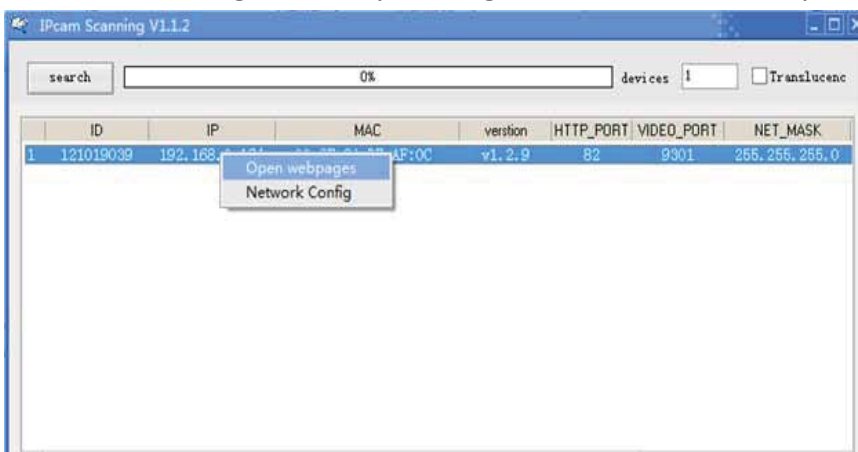 IPcam Scanning V1.1.2
search 0% devices 1 Translucenc
ID IP MAC verstion HTTP_PORT VIDEO_PORT NET_MASK
1 121019039 192.168. AF:0C v1.2.9 82 9301 255.255.255.0
Open webpages
Network Config